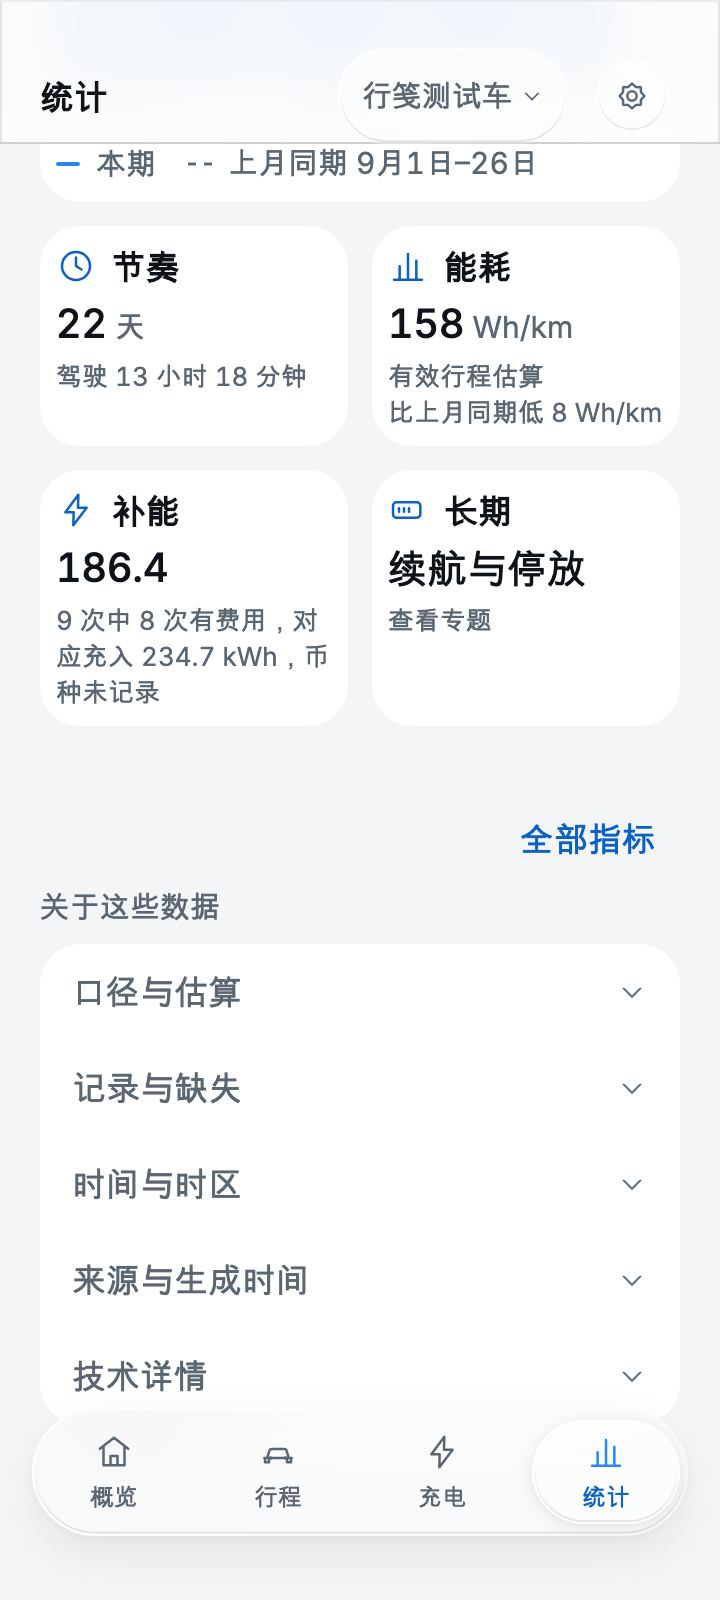 统计
行笺测试车
本期 -- 上月同期 9月1日–26日
节奏
22 天
驾驶 13 小时 18 分钟
能耗
158 Wh/km
有效行程估算
比上月同期低 8 Wh/km
补能
186.4
9 次中 8 次有费用，对
应充入 234.7 kWh，币
种未记录
长期
续航与停放
查看专题
全部指标
关于这些数据
口径与估算
记录与缺失
时间与时区
来源与生成时间
技术详情
概览
行程
充电
统计